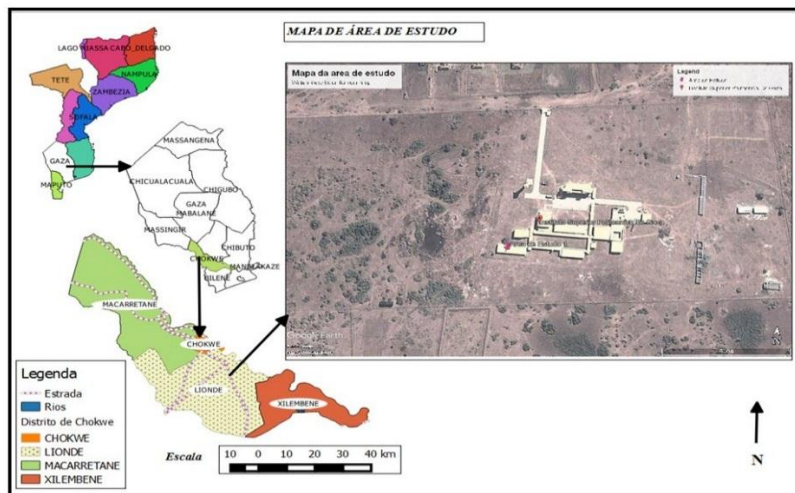 MAPA DE ÁREA DE ESTUDO
LAGO
NIASSA
CABO_DELGADO
TETE
NAMPULA
ZAMBEZIA
SOFALA
GAZA
MAPUTO
MASSANGENA
CHICUALACUALA
CHIGUBO
GAZA
MABALANE
MASSINGIR
CHIBUTO
CHOKWE
MANJAKAZE
BILENE
MACARRETANE
CHOKWE
LIONDE
XILEMBENE
Mapa da area de estudo
Legend
Google Earth
Legenda
Estrada
Rios
Distrito de Chokwe
CHOKWE
LIONDE
MACARRETANE
XILEMBENE
Escala
10 0 10 20 30 40 km
N